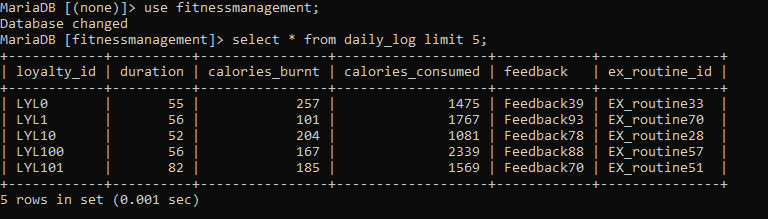 MariaDB [(none)]> use fitnessmanagement;
Database changed
MariaDB [fitnessmanagement]> select * from daily_log limit 5;
+------------+----------+----------------+-------------------+------------+---------------+
| loyalty_id | duration | calories_burnt | calories_consumed | feedback   | ex_routine_id |
+------------+----------+----------------+-------------------+------------+---------------+
| LYL0       |       55 |            257 |              1475 | Feedback39 | EX_routine33  |
| LYL1       |       56 |            101 |              1767 | Feedback93 | EX_routine70  |
| LYL10      |       52 |            204 |              1081 | Feedback78 | EX_routine28  |
| LYL100     |       56 |            167 |              2339 | Feedback88 | EX_routine57  |
| LYL101     |       82 |            185 |              1569 | Feedback70 | EX_routine51  |
+------------+----------+----------------+-------------------+------------+---------------+
5 rows in set (0.001 sec)